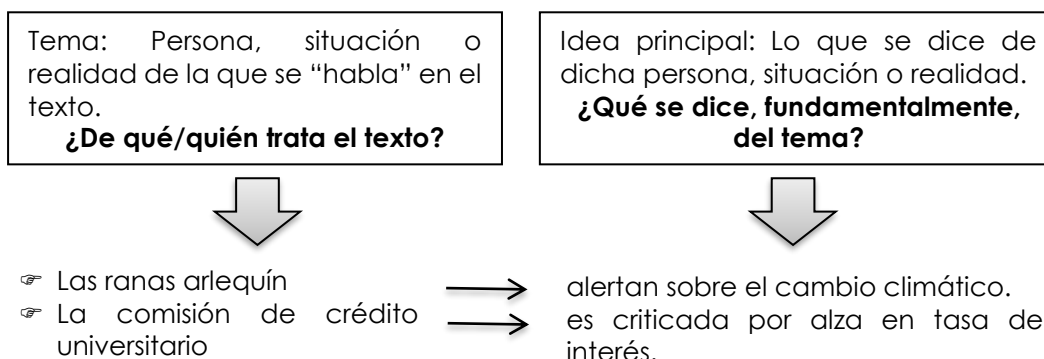 Tema: Persona, situación o
realidad de la que se “habla” en el
texto.
¿De qué/quién trata el texto?
Idea principal: Lo que se dice de
dicha persona, situación o realidad.
¿Qué se dice, fundamentalmente,
del tema?
☞ Las ranas arlequín
☞ La comisión de crédito
universitario
alertan sobre el cambio climático.
es criticada por alza en tasa de
interés.